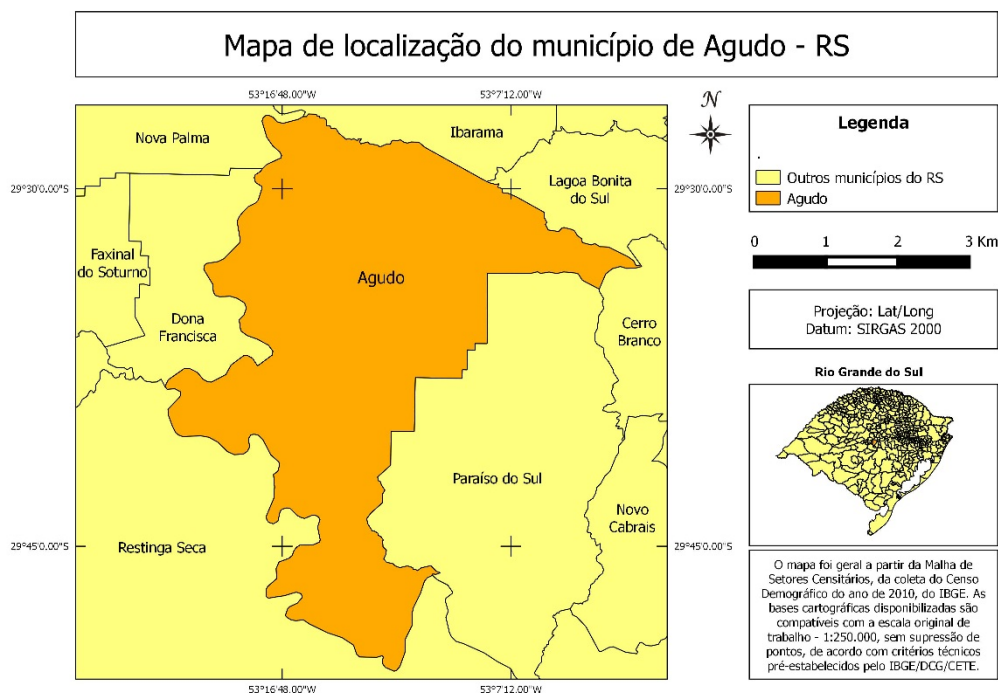 Mapa de localização do município de Agudo - RS
53°16'48.00"W
53°7'12.00"W
N
Nova Palma
Ibarama
Legenda
.
29°30'0.00"S
Lagoa Bonita
do Sul
29°30'0.00"S
Outros municípios do RS
Agudo
Faxinal
do Soturno
Agudo
0 1 2 3 Km
Dona
Francisca
Cerro
Branco
Projeção: Lat/Long
Datum: SIRGAS 2000
Rio Grande do Sul
Paraíso do Sul
Novo
Cabrais
Restinga Seca
29°45'0.00"S
29°45'0.00"S
O mapa foi geral a partir da Malha de
Setores Censitários, da coleta do Censo
Demográfico do ano de 2010, do IBGE. As
bases cartográficas disponibilizadas são
compatíveis com a escala original de
trabalho - 1:250.000, sem supressão de
pontos, de acordo com critérios técnicos
pré-estabelecidos pelo IBGE/DCG/CETE.
53°16'48.00"W
53°7'12.00"W